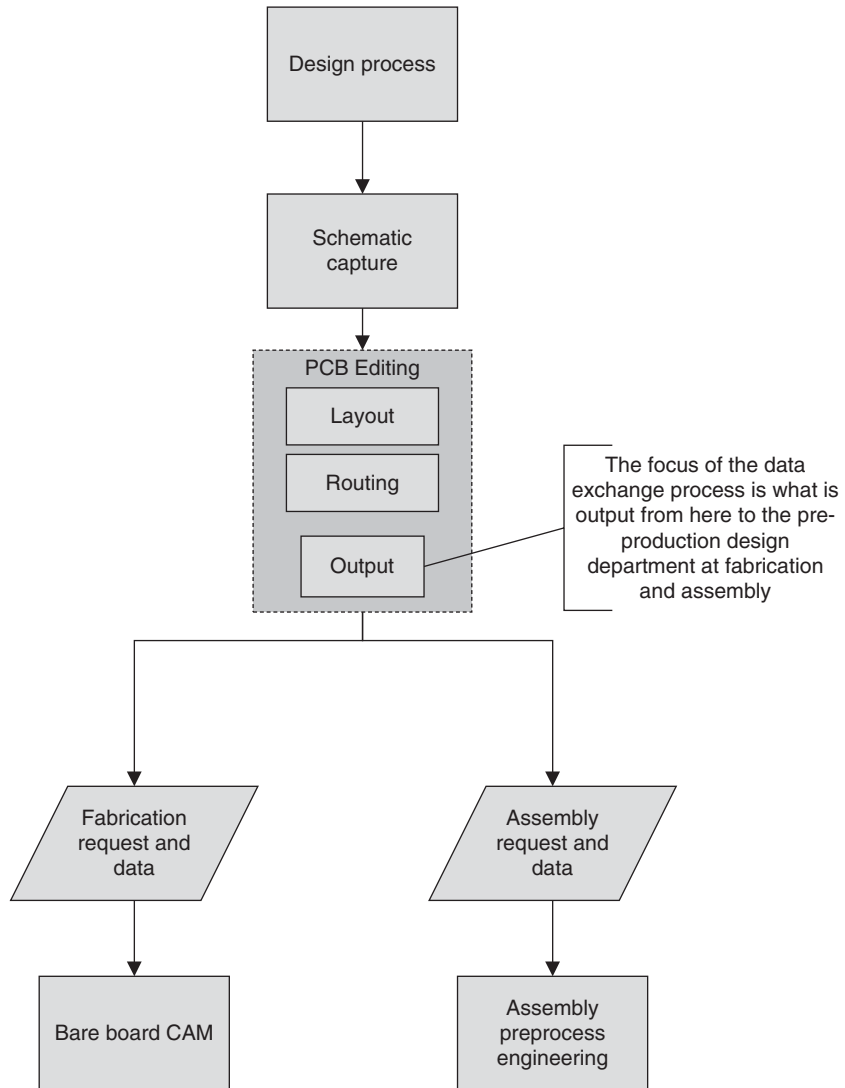 Design process
Schematic
capture
PCB Editing
Layout
Routing
Output
The focus of the data
exchange process is what is
output from here to the pre-
production design
department at fabrication
and assembly
Fabrication
request and
data
Assembly
request and
data
Bare board CAM
Assembly
preprocess
engineering